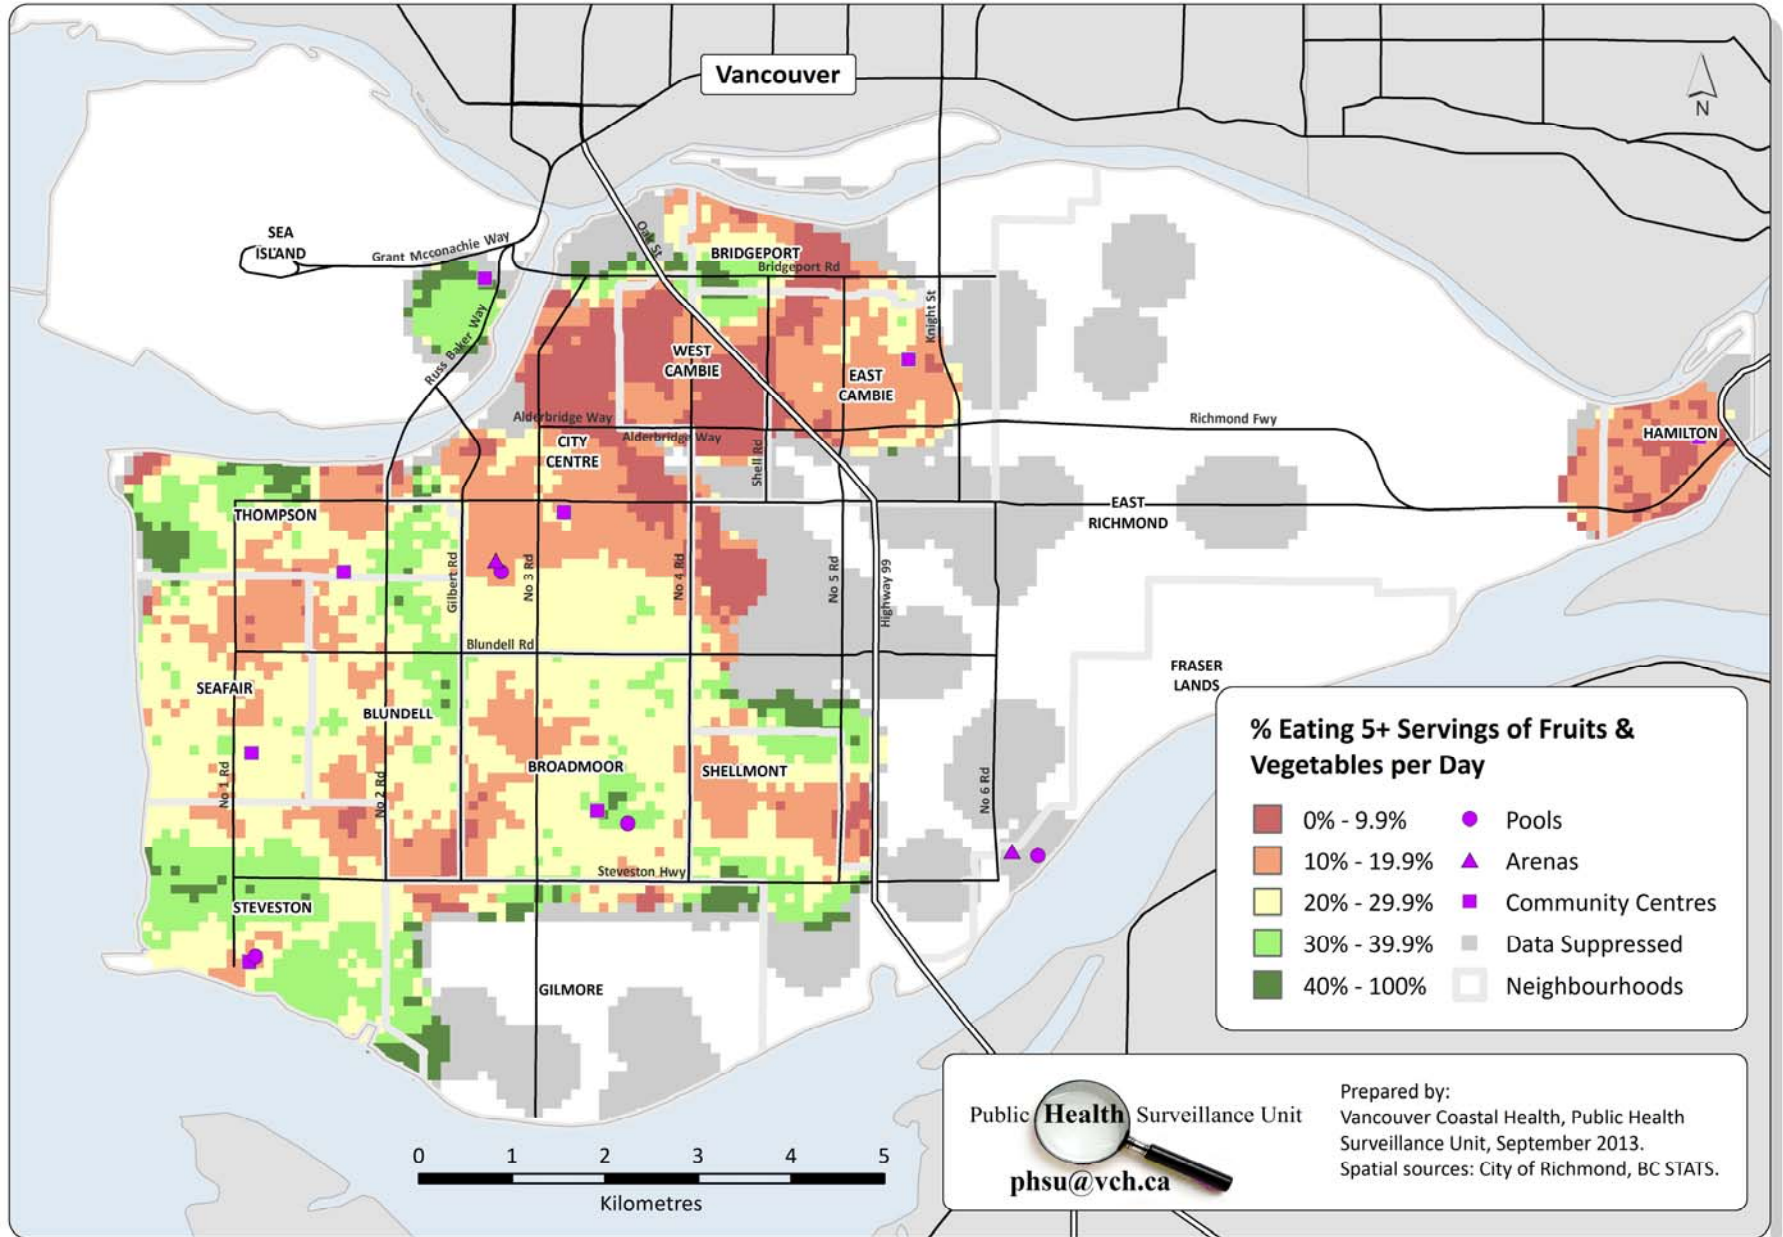 Vancouver
N
SEA
ISLAND
Grant Mcconachie Way
Oak St
BRIDGEPORT
Bridgeport Rd
Russ Baker Way
Knight St
WEST
CAMBIE
EAST
CAMBIE
Alderbridge Way
Alderbridge Way
Richmond Fwy
HAMILTON
CITY
CENTRE
Shell Rd
THOMPSON
EAST
RICHMOND
Gilbert Rd
No 3 Rd
No 4 Rd
No 5 Rd
Highway 99
Blundell Rd
SEAFAIR
BLUNDELL
FRASER
LANDS
BROADMOOR
SHELLMONT
No 1 Rd
No 2 Rd
No 6 Rd
Steveston Hwy
STEVESTON
GILMORE
% Eating 5+ Servings of Fruits &
Vegetables per Day
0% - 9.9%
Pools
10% - 19.9%
Arenas
20% - 29.9%
Community Centres
30% - 39.9%
Data Suppressed
40% - 100%
Neighbourhoods
0 1 2 3 4 5
Kilometres
Public Health Surveillance Unit
phsu@vch.ca
Prepared by:
Vancouver Coastal Health, Public Health
Surveillance Unit, September 2013.
Spatial sources: City of Richmond, BC STATS.